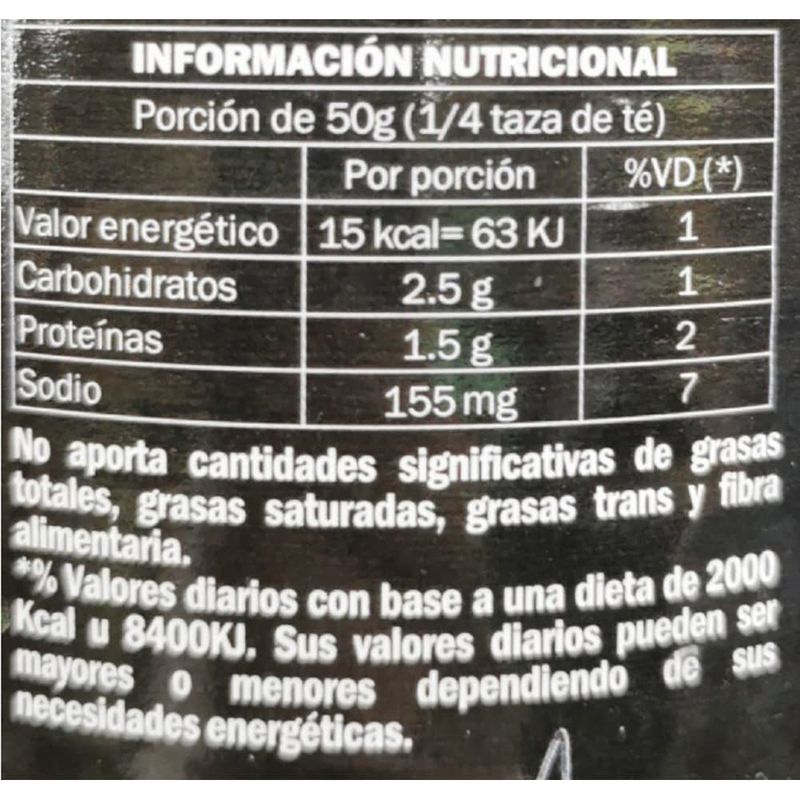 INFORMACIÓN NUTRICIONAL
Porción de 50g (1/4 taza de té)
Por porción %VD (*)
Valor energético 15 kcal= 63 KJ 1
Carbohidratos 2.5 g 1
Proteínas 1.5 g 2
Sodio 155 mg 7
No aporta cantidades significativas de grasas
totales, grasas saturadas, grasas trans y fibra
alimentaria.
*% Valores diarios con base a una dieta de 2000
Kcal u 8400KJ. Sus valores diarios pueden ser
mayores o menores dependiendo de sus
necesidades energéticas.